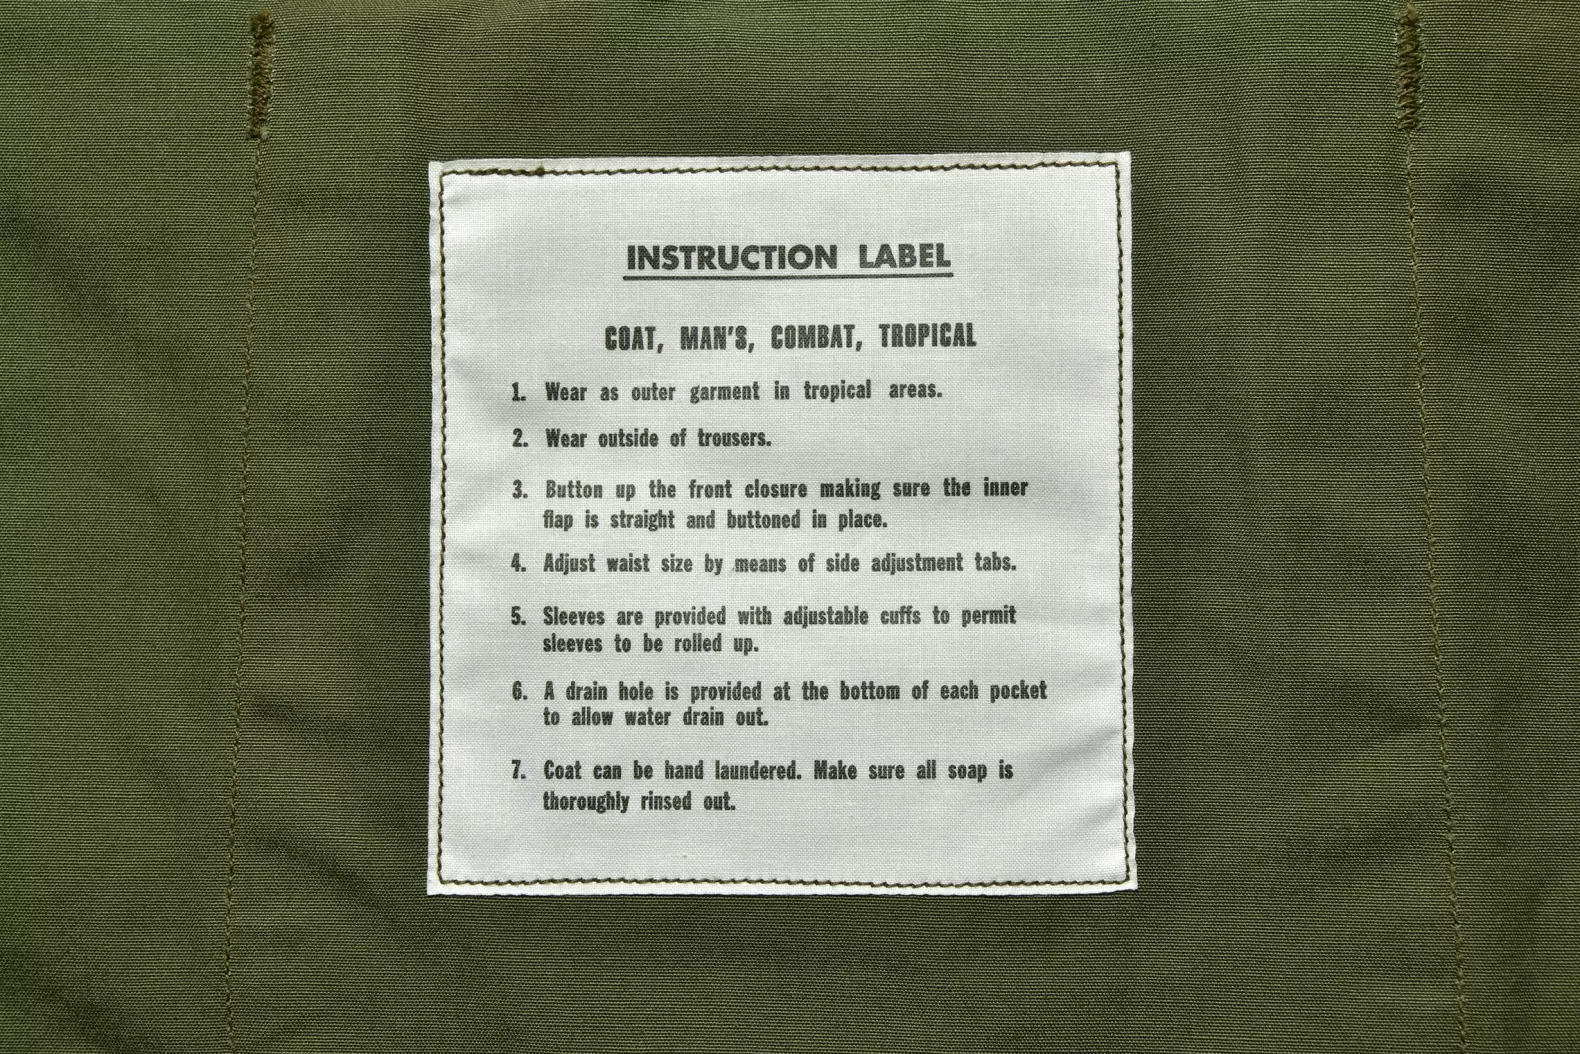 INSTRUCTION LABEL
COAT, MAN'S, COMBAT, TROPICAL
1. Wear as outer garment in tropical areas.
2. Wear outside of trousers.
3. Button up the front closure making sure the inner
flap is straight and buttoned in place.
4. Adjust waist size by means of side adjustment tabs.
5. Sleeves are provided with adjustable cuffs to permit
sleeves to be rolled up.
6. A drain hole is provided at the bottom of each pocket
to allow water drain out.
7. Coat can be hand laundered. Make sure all soap is
thoroughly rinsed out.